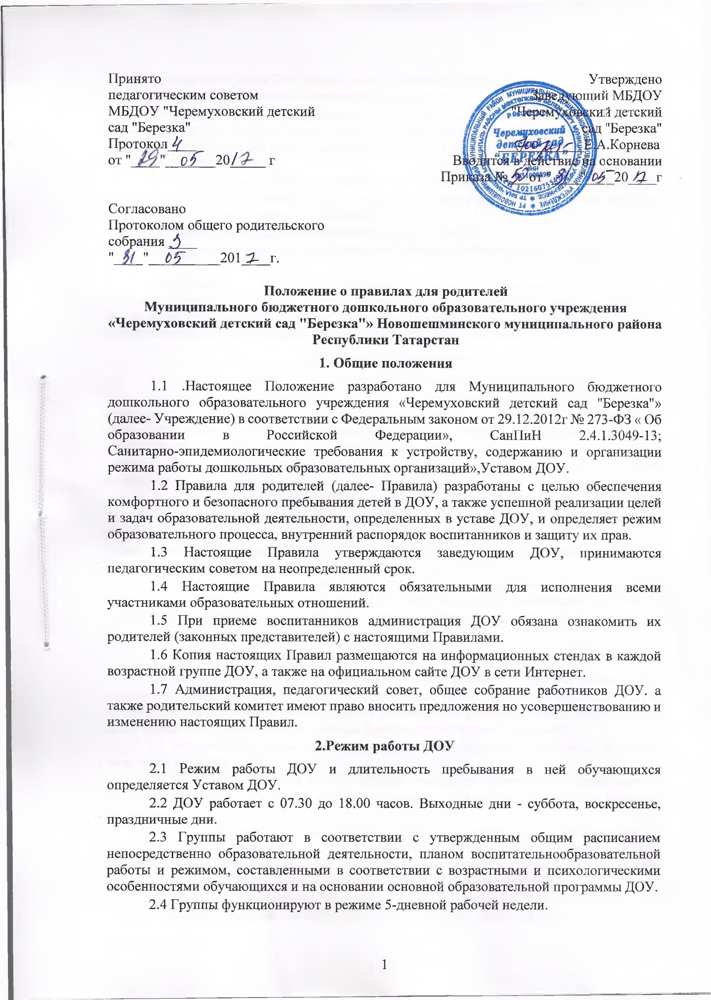 Принято
педагогическим советом
МБДОУ "Черемуховский детский
сад "Березка"
Протокол 4
от "29" 05 2017 г
Утверждено
Заведующий МБДОУ
"Черемуховский детский
сад "Березка"
Е.А.Корнева
Вводится в действие на основании
Приказа № 50 от "31" 05 2017 г
Черемуховский
детский сад
“БЕРЕЗКА”
ИНН
Согласовано
Протоколом общего родительского
собрания 3
"31" 05 2017 г.
Положение о правилах для родителей
Муниципального бюджетного дошкольного образовательного учреждения
«Черемуховский детский сад "Березка"» Новошешминского муниципального района
Республики Татарстан
1. Общие положения
1.1 .Настоящее Положение разработано для Муниципального бюджетного
дошкольного образовательного учреждения «Черемуховский детский сад "Березка"»
(далее- Учреждение) в соответствии с Федеральным законом от 29.12.2012г № 273-ФЗ « Об
образовании в Российской Федерации», СанПиН 2.4.1.3049-13;
Санитарно-эпидемиологические требования к устройству, содержанию и организации
режима работы дошкольных образовательных организаций»,Уставом ДОУ.
1.2 Правила для родителей (далее- Правила) разработаны с целью обеспечения
комфортного и безопасного пребывания детей в ДОУ, а также успешной реализации целей
и задач образовательной деятельности, определенных в уставе ДОУ, и определяет режим
образовательного процесса, внутренний распорядок воспитанников и защиту их прав.
1.3 Настоящие Правила утверждаются заведующим ДОУ, принимаются
педагогическим советом на неопределенный срок.
1.4 Настоящие Правила являются обязательными для исполнения всеми
участниками образовательных отношений.
1.5 При приеме воспитанников администрация ДОУ обязана ознакомить их
родителей (законных представителей) с настоящими Правилами.
1.6 Копия настоящих Правил размещаются на информационных стендах в каждой
возрастной группе ДОУ, а также на официальном сайте ДОУ в сети Интернет.
1.7 Администрация, педагогический совет, общее собрание работников ДОУ. а
также родительский комитет имеют право вносить предложения но усовершенствованию и
изменению настоящих Правил.
2.Режим работы ДОУ
2.1 Режим работы ДОУ и длительность пребывания в ней обучающихся
определяется Уставом ДОУ.
2.2 ДОУ работает с 07.30 до 18.00 часов. Выходные дни - суббота, воскресенье,
праздничные дни.
2.3 Группы работают в соответствии с утвержденным общим расписанием
непосредственно образовательной деятельности, планом воспитательнообразовательной
работы и режимом, составленными в соответствии с возрастными и психологическими
особенностями обучающихся и на основании основной образовательной программы ДОУ.
2.4 Группы функционируют в режиме 5-дневной рабочей недели.
1